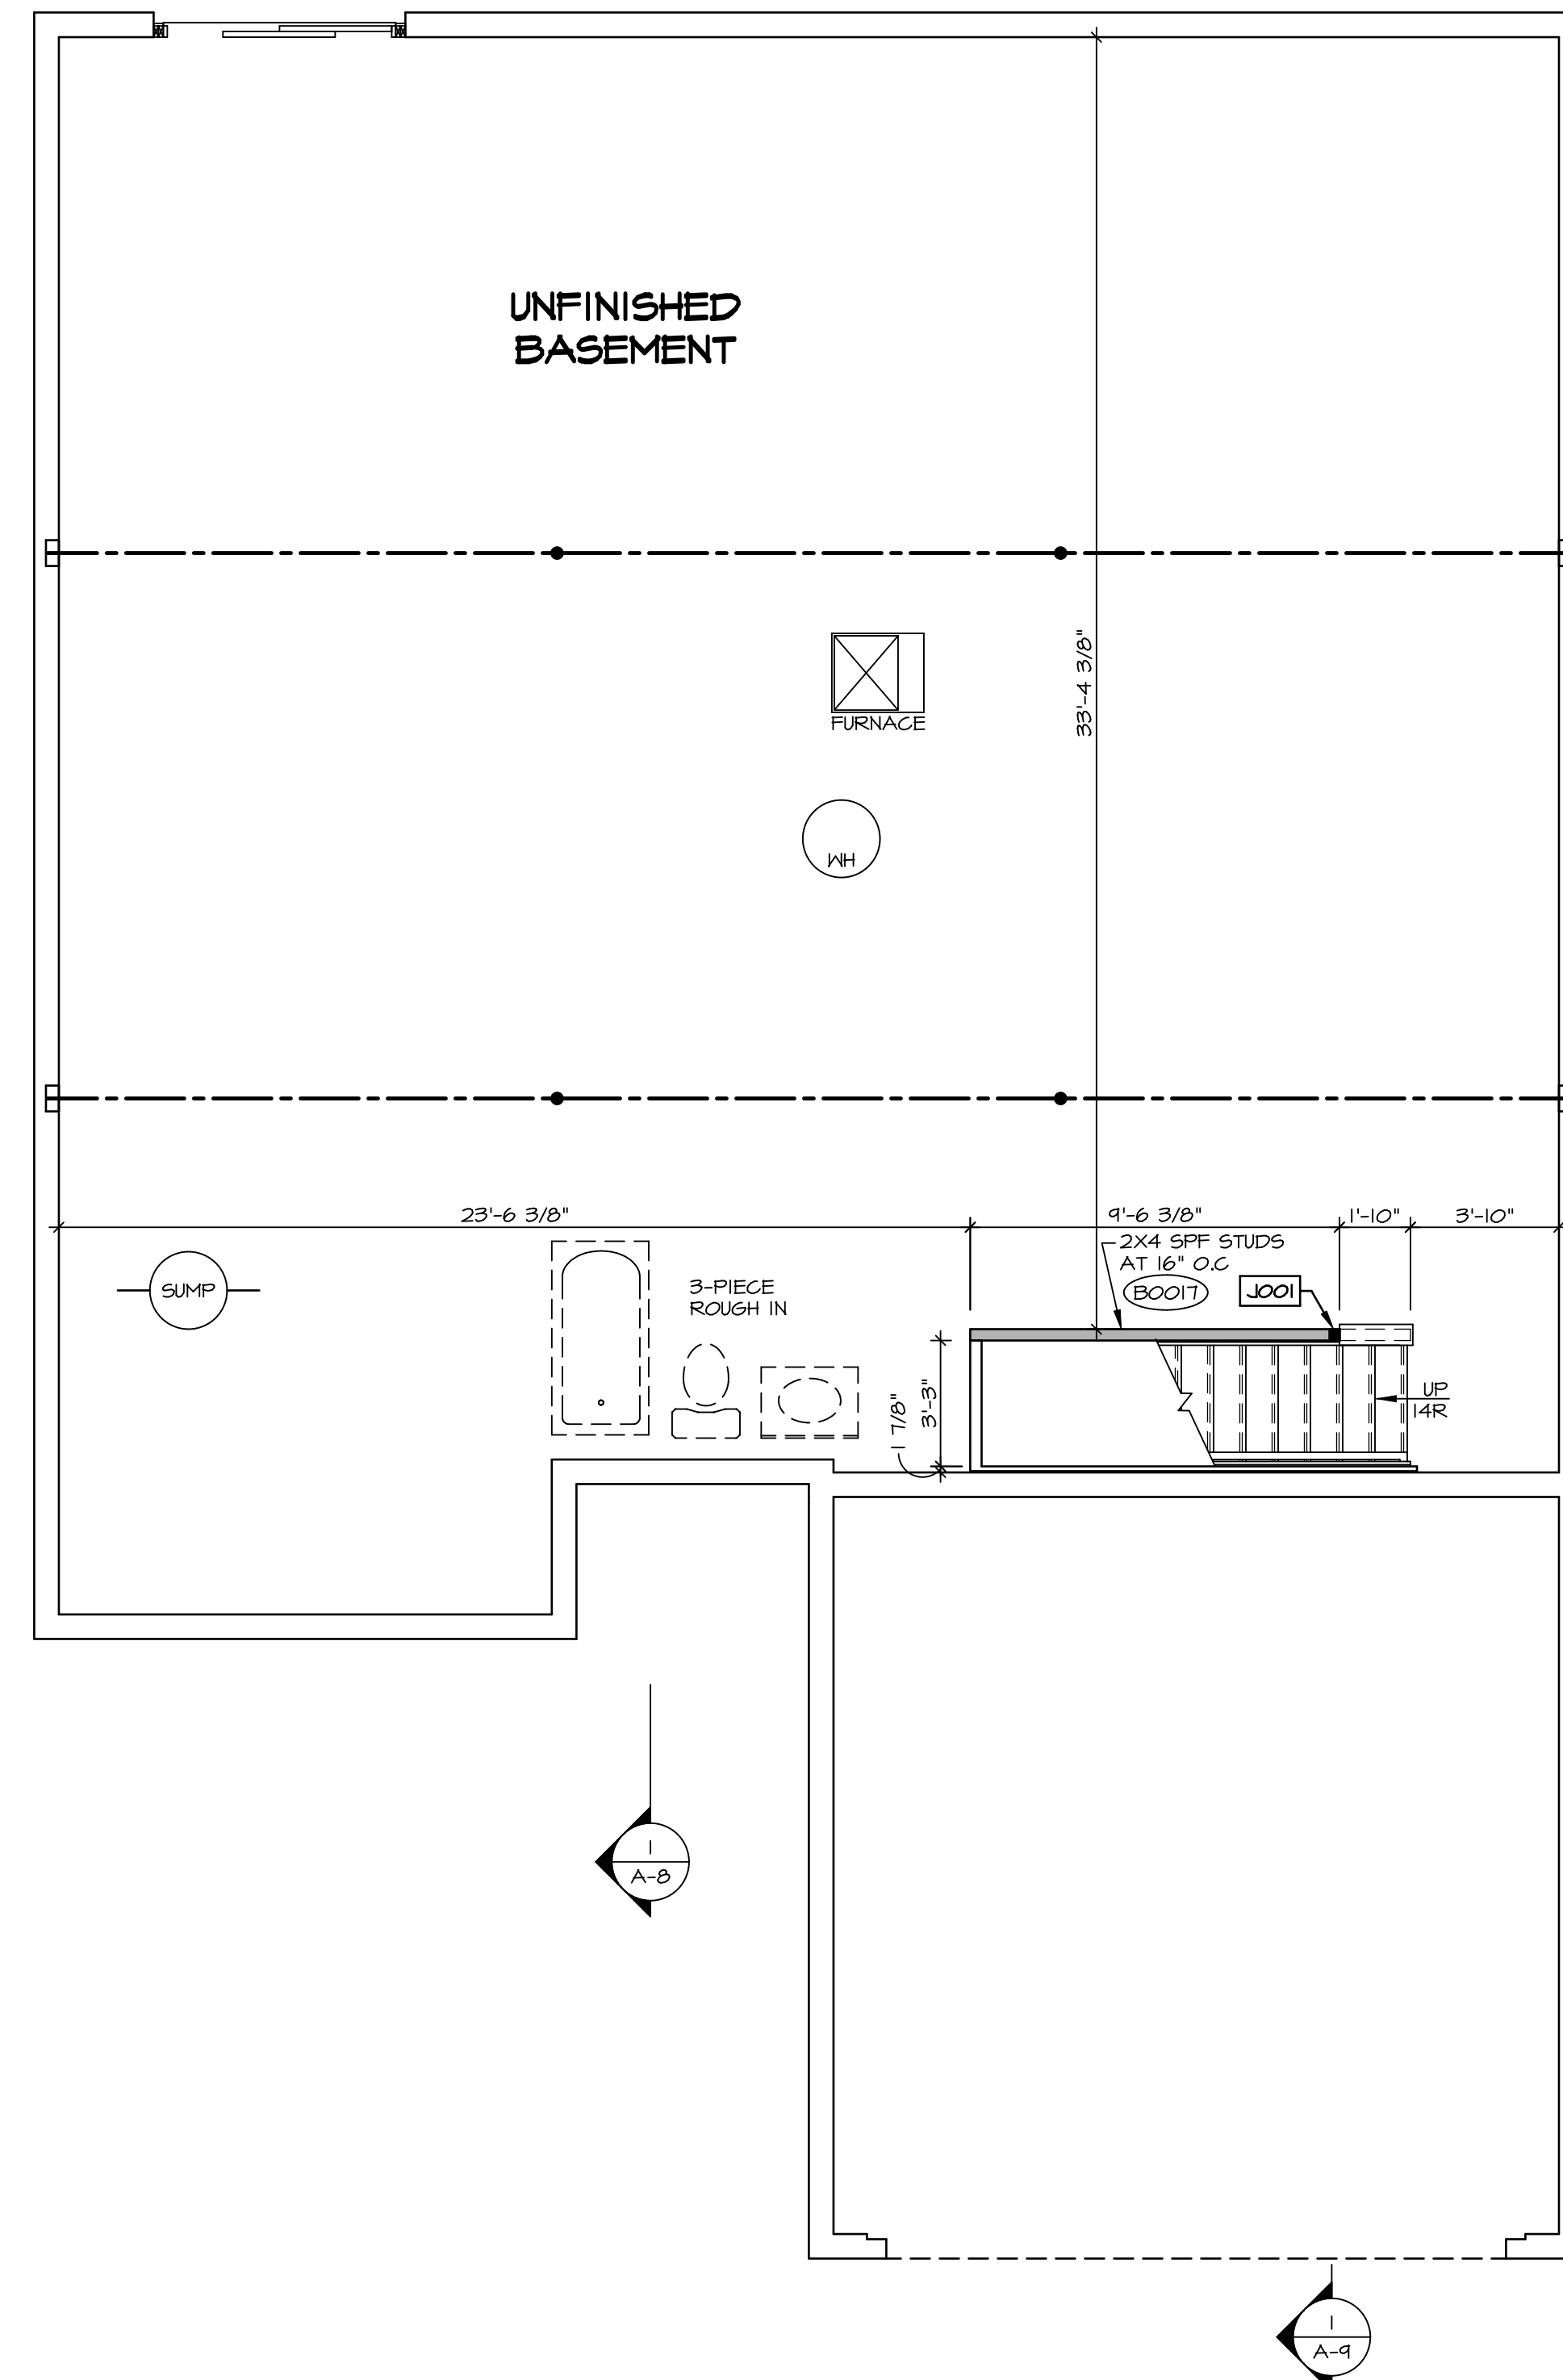 UNFINISHED
BASEMENT
33'-4 3/8"
FURNACE
WH
23'-6 3/8"
9'-6 3/8"
1'-10"
3'-10"
2X4 SPF STUDS
AT 16" O.C
B0017
J001
SUMP
3-PIECE
ROUGH IN
1 7/8"
3'-3"
UP
14R
1
A-8
1
A-9